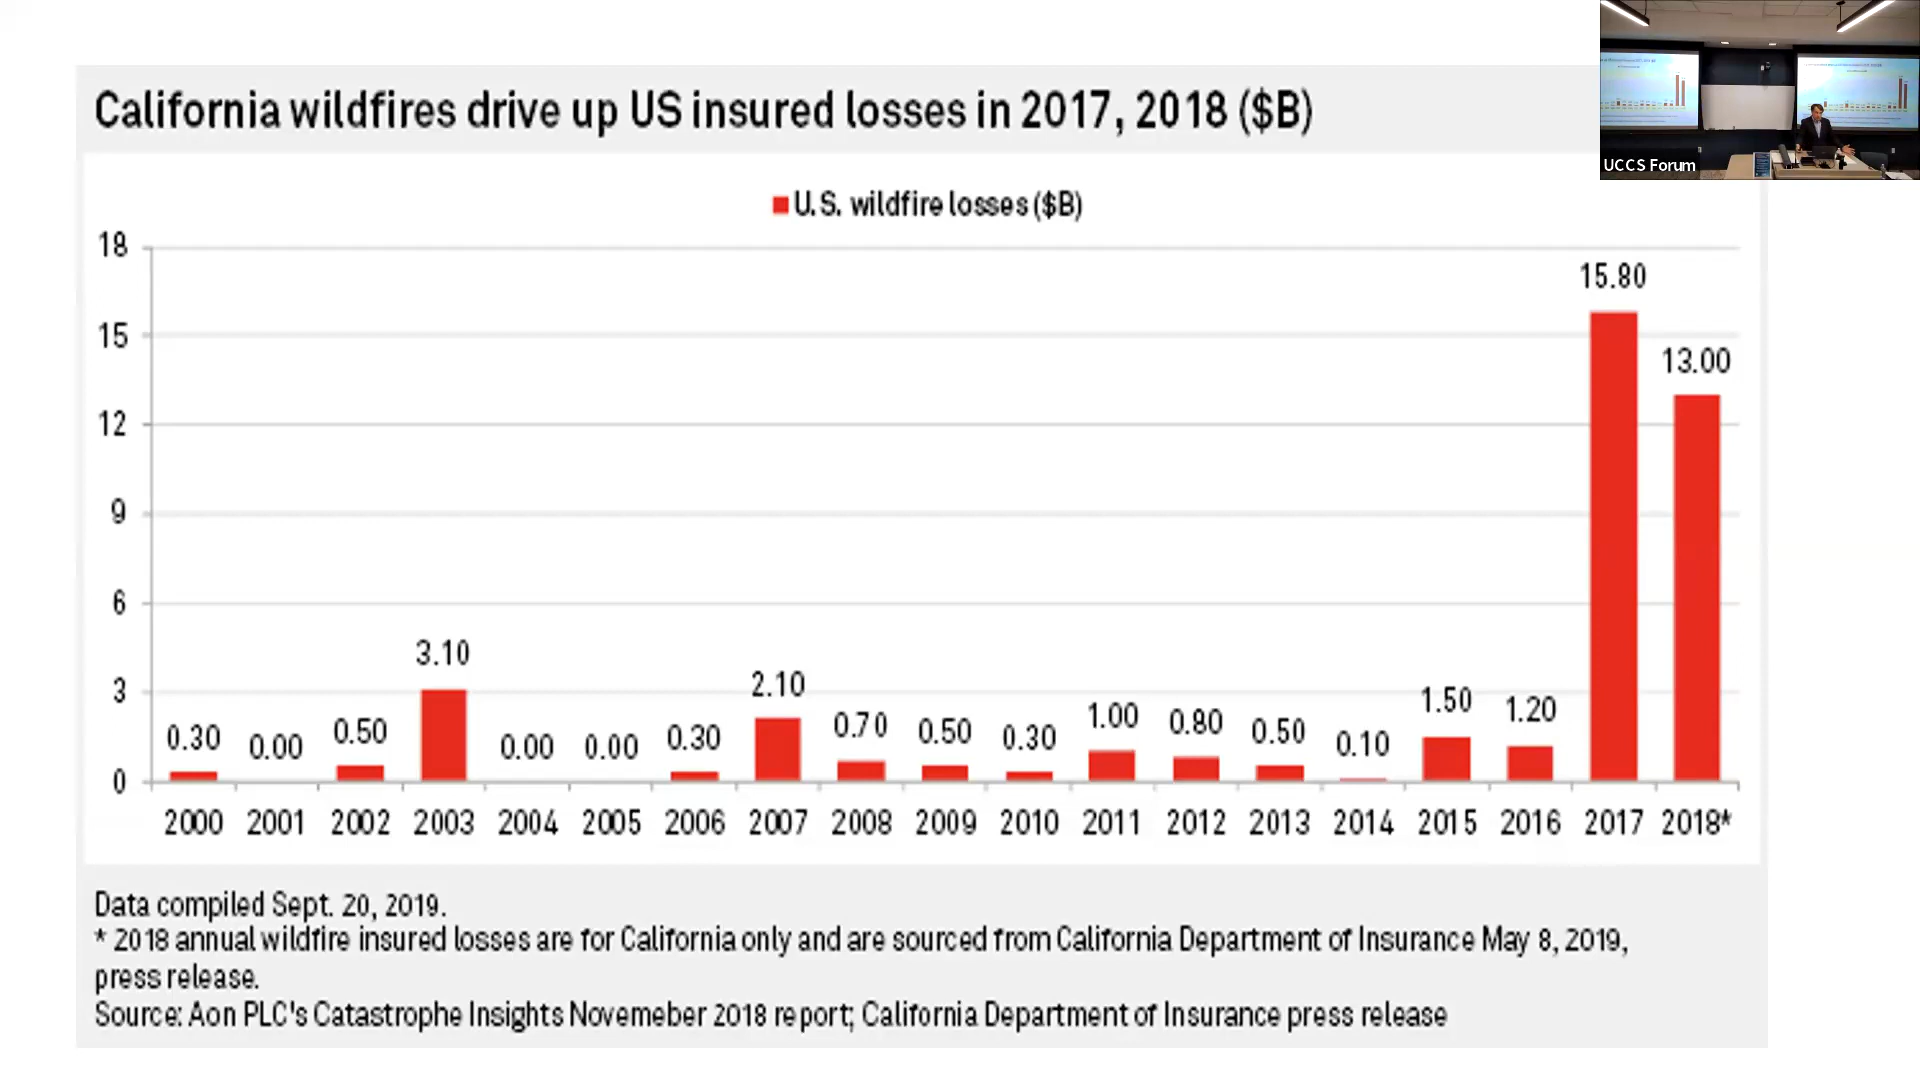 California wildfires drive up US insured losses in 2017, 2018 ($B)
UCCS Forum
U.S. wildfire losses ($B)
18
15
12
9
6
3
0
0.30 0.00 0.50 3.10 0.00 0.00 0.30 2.10 0.70 0.50 0.30 1.00 0.80 0.50 0.10 1.50 1.20 15.80 13.00
2000 2001 2002 2003 2004 2005 2006 2007 2008 2009 2010 2011 2012 2013 2014 2015 2016 2017 2018*
Data compiled Sept. 20, 2019.
* 2018 annual wildfire insured losses are for California only and are sourced from California Department of Insurance May 8, 2019,
press release.
Source: Aon PLC's Catastrophe Insights Novemeber 2018 report; California Department of Insurance press release